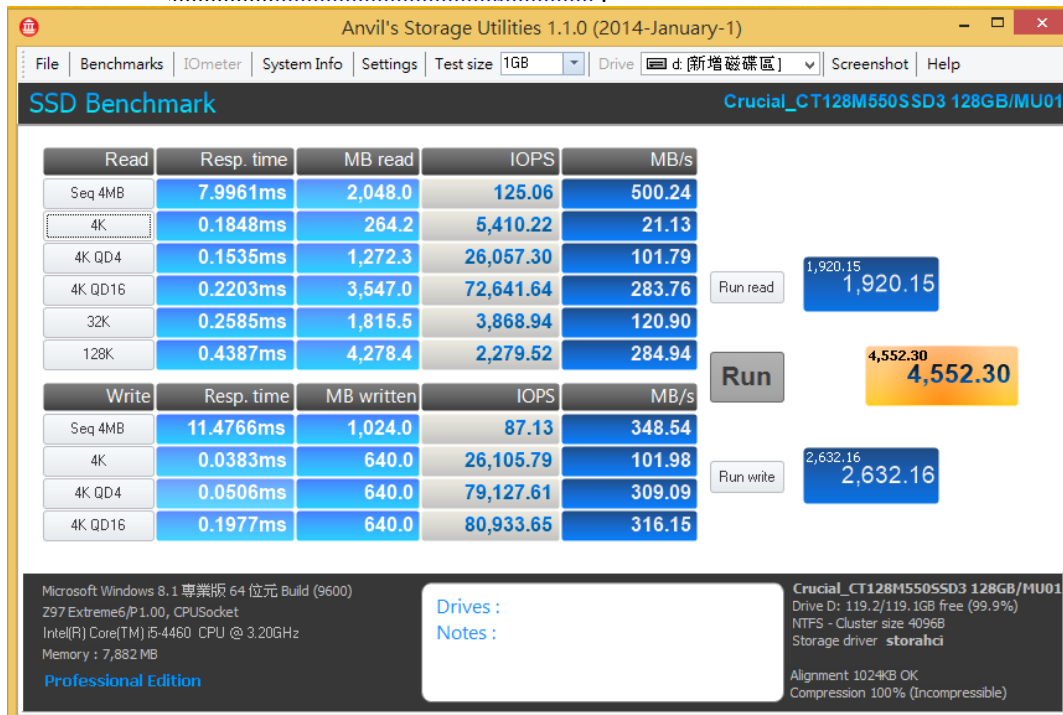 Anvil's Storage Utilities 1.1.0 (2014-January-1)
File Benchmarks IOmeter System Info Settings Test size 1GB Drive d: [新增磁碟區] Screenshot Help
SSD Benchmark Crucial_CT128M550SSD3 128GB/MU01
Read Resp. time MB read IOPS MB/s
Seq 4MB 7.9961ms 2,048.0 125.06 500.24
4K 0.1848ms 264.2 5,410.22 21.13
4K QD4 0.1535ms 1,272.3 26,057.30 101.79
4K QD16 0.2203ms 3,547.0 72,641.64 283.76
32K 0.2585ms 1,815.5 3,868.94 120.90
128K 0.4387ms 4,278.4 2,279.52 284.94
Run read 1,920.15
1,920.15
Run 4,552.30
4,552.30
Write Resp. time MB written IOPS MB/s
Seq 4MB 11.4766ms 1,024.0 87.13 348.54
4K 0.0383ms 640.0 26,105.79 101.98
4K QD4 0.0506ms 640.0 79,127.61 309.09
4K QD16 0.1977ms 640.0 80,933.65 316.15
Run write 2,632.16
2,632.16
Microsoft Windows 8.1 專業版 64 位元 Build (9600)
Z97 Extreme6/P1.00, CPUSocket
Intel(R) Core(TM) i5-4460 CPU @ 3.20GHz
Memory : 7,882 MB
Professional Edition
Drives :
Notes :
Crucial_CT128M550SSD3 128GB/MU01
Drive D: 119.2/119.1GB free (99.9%)
NTFS - Cluster size 4096B
Storage driver storahci
Alignment 1024KB OK
Compression 100% (Incompressible)